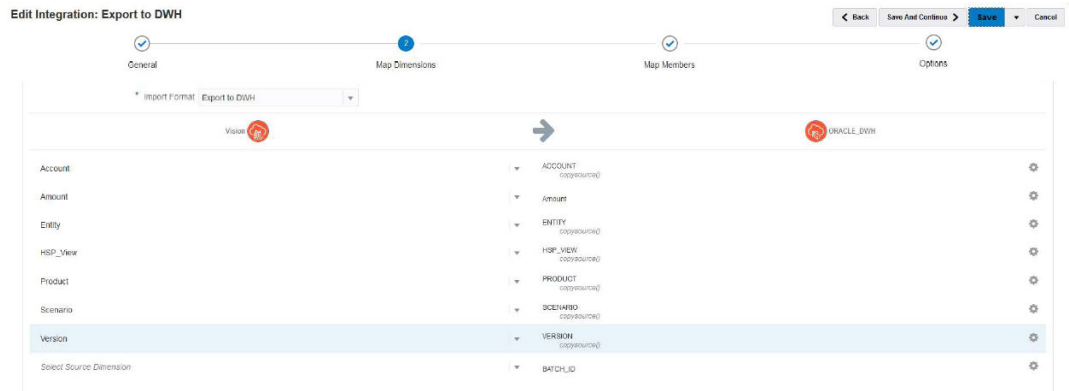 Edit Integration: Export to DWH
Back
Save And Continue
Save
Cancel
2
General
Map Dimensions
Map Members
Options
* Import Format Export to DWH
Vision
ORACLE_DWH
Account
ACCOUNT
copysource()
Amount
Amount
Entity
ENTITY
copysource()
HSP_View
HSP_VIEW
copysource()
Product
PRODUCT
copysource()
Scenario
SCENARIO
copysource()
Version
VERSION
copysource()
Select Source Dimension
BATCH_ID